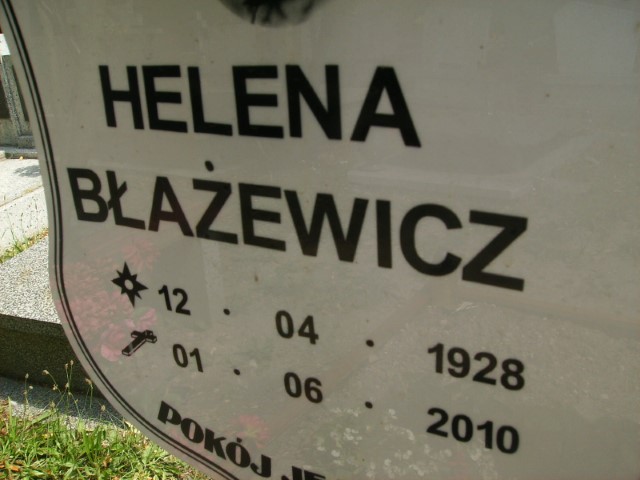 HELENA
BŁAŻEWICZ
12 . 04 . 1928
01 . 06 . 2010
POKÓJ